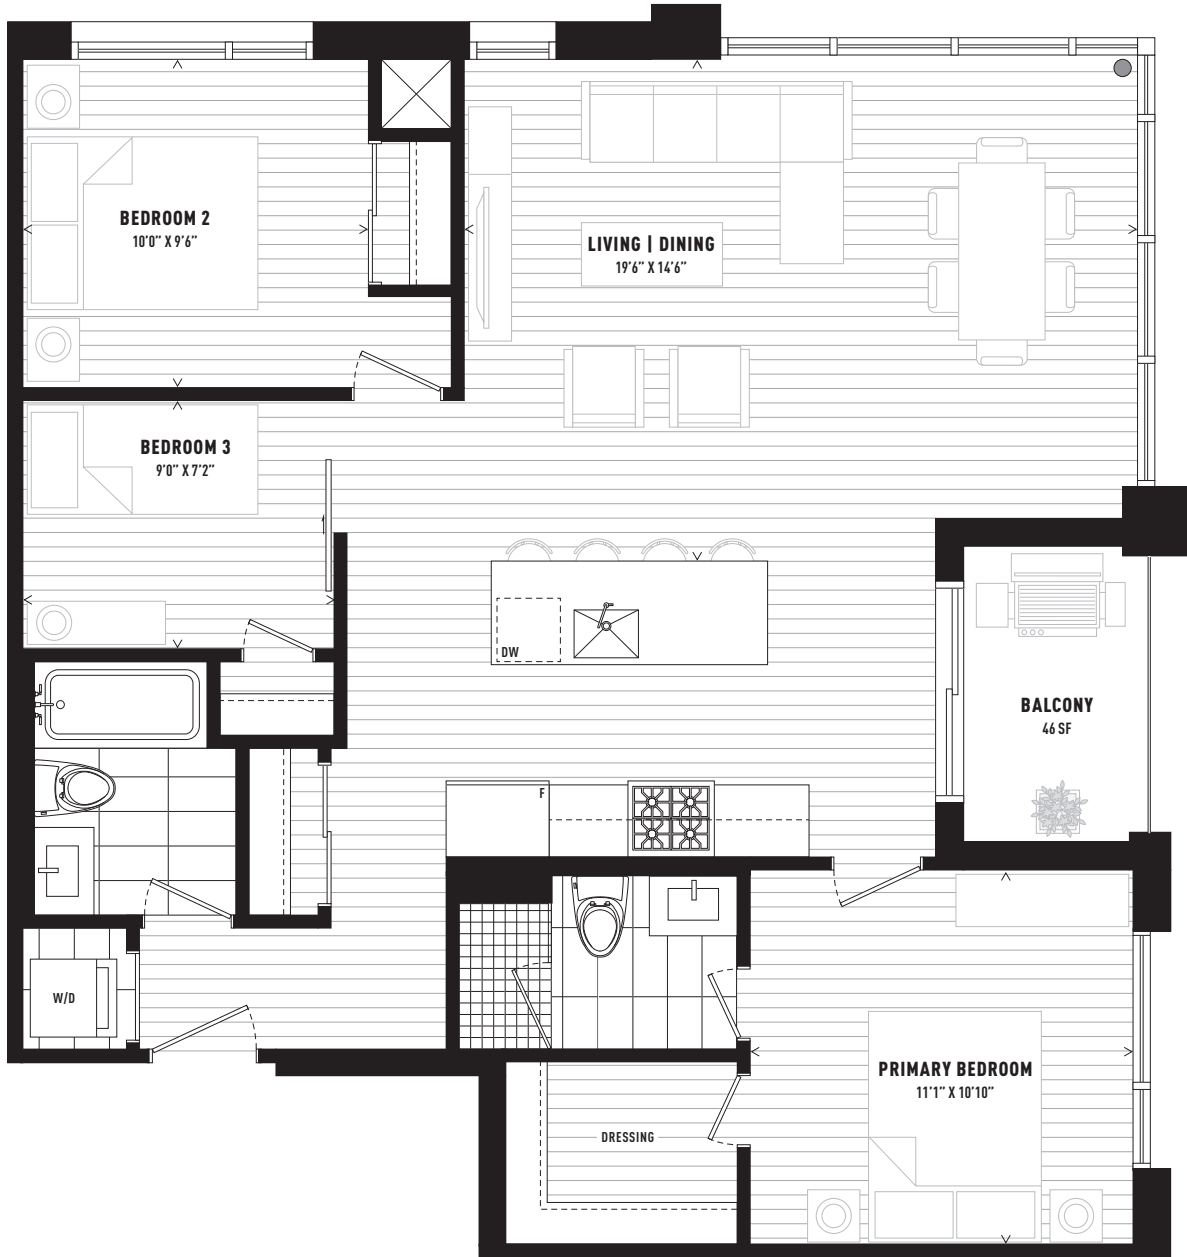 BEDROOM 2
10'0" X 9'6"
LIVING | DINING
19'6" X 14'6"
BEDROOM 3
9'0" X 7'2"
DW
BALCONY
46 SF
F
W/D
PRIMARY BEDROOM
11'1" X 10'10"
DRESSING